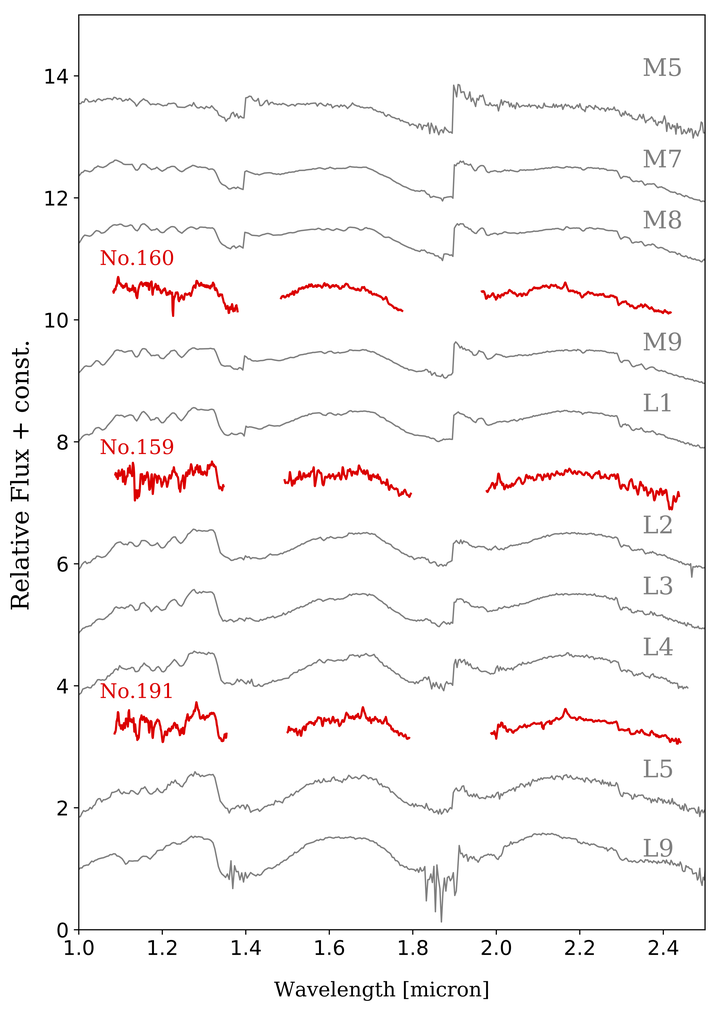 M5
14
M7
12
M8
No.160
10
M9
L1
8
No.159
L2
6
L3
L4
4
No.191
L5
2
L9
0
1.0 1.2 1.4 1.6 1.8 2.0 2.2 2.4
Wavelength [micron]
Relative Flux + const.